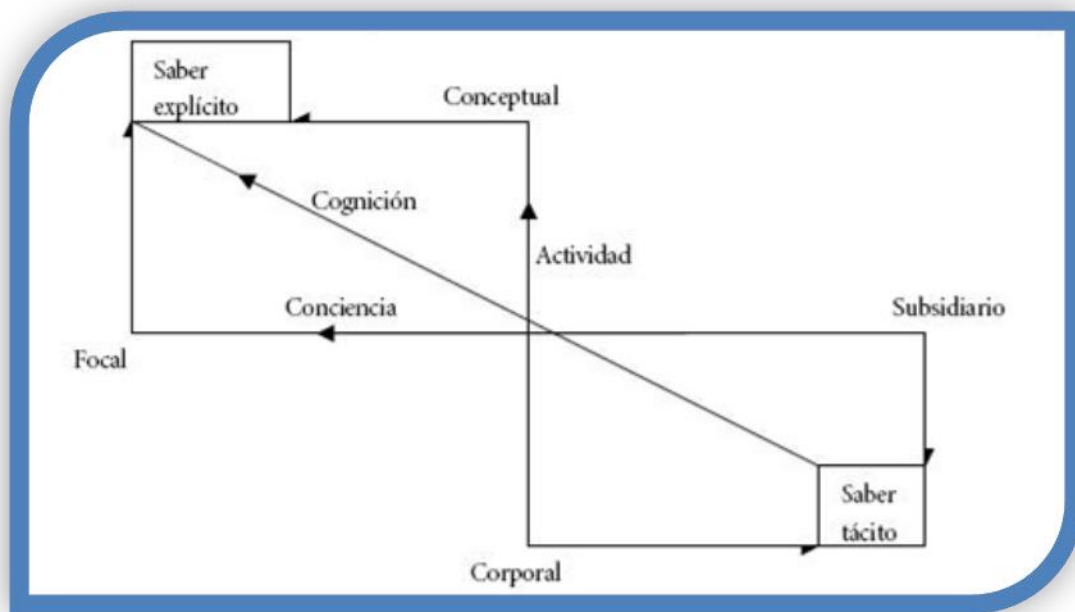 Saber
explícito
Conceptual
Cognición
Actividad
Conciencia
Subsidiario
Focal
Saber
tácito
Corporal